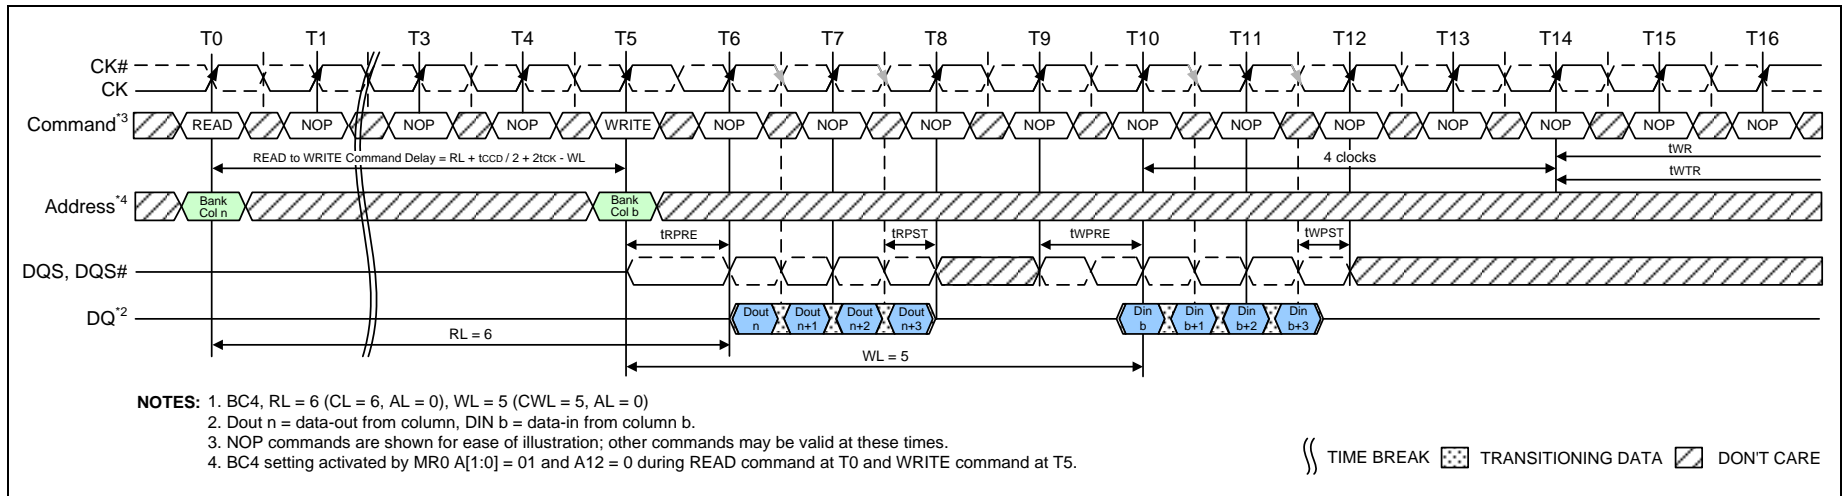 T0 T1 T3 T4 T5 T6 T7 T8 T9 T10 T11 T12 T13 T14 T15 T16
CK#
CK
Command*3 READ NOP NOP NOP WRITE NOP NOP NOP NOP NOP NOP NOP NOP NOP NOP NOP
READ to WRITE Command Delay = RL + tCCD / 2 + 2tCK - WL 4 clocks tWR
tWTR
Address*4 Bank Col n Bank Col b
tRPRE tRPST tWPRE tWPST
DQS, DQS#
DQ*2 Dout n Dout n+1 Dout n+2 Dout n+3 Din b Din b+1 Din b+2 Din b+3
RL = 6
WL = 5
NOTES: 1. BC4, RL = 6 (CL = 6, AL = 0), WL = 5 (CWL = 5, AL = 0)
2. Dout n = data-out from column, DIN b = data-in from column b.
3. NOP commands are shown for ease of illustration; other commands may be valid at these times.
4. BC4 setting activated by MR0 A[1:0] = 01 and A12 = 0 during READ command at T0 and WRITE command at T5.
TIME BREAK TRANSITIONING DATA DON'T CARE